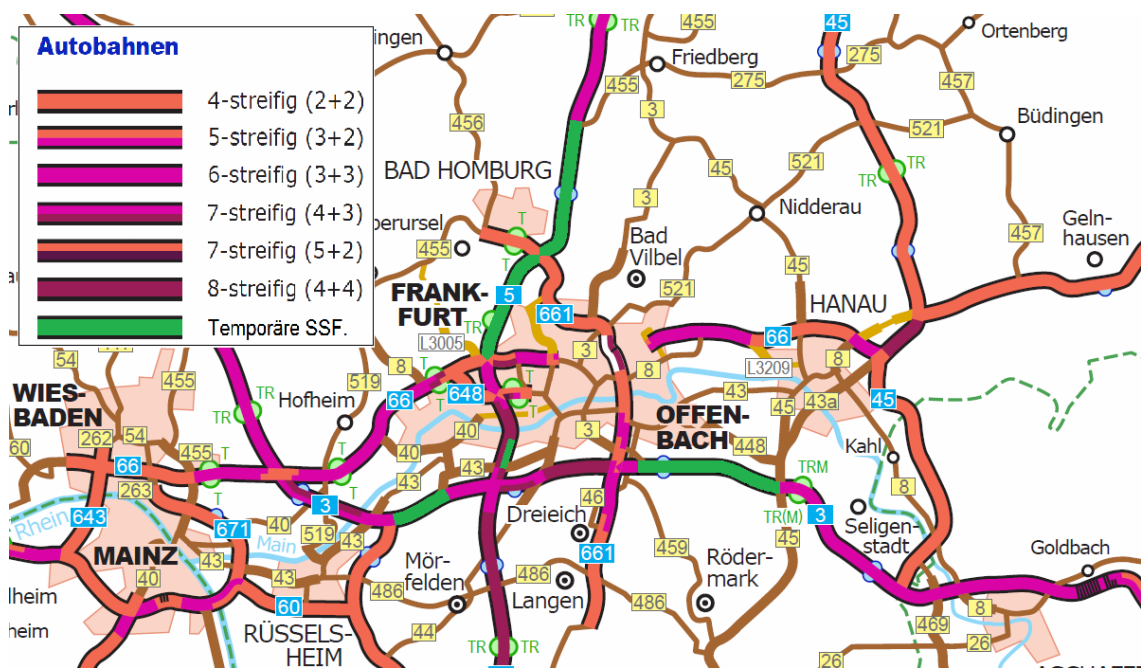 Autobahnen
4-streifig (2+2)
5-streifig (3+2)
6-streifig (3+3)
7-streifig (4+3)
7-streifig (5+2)
8-streifig (4+4)
Temporäre SSF.
TR
TR
455
45
Ortenberg
Friedberg
275
275
455
457
3
456
521
521
Büdingen
BAD HOMBURG
45
TR
TR
3
Nidderau
T
455
Bad
Vilbel
457
Geln-
hausen
T
45
521
5
FRANK-
FURT
661
HANAU
TR
66
L3005
3
8
54
T
8
L3209
8
455
519
648
T
43
45
43a
45
WIES-
BADEN
TR
TR
Hofheim
66
T
T
OFFEN-
BACH
262
54
40
3
448
Kahl
60
455
T
40
43
TRM
66
T
T
43
8
263
46
TR(M)
3
643
3
Dreieich
Seligen-
stadt
Rhein
671
40
519
43
Main
661
459
45
MAINZ
Mör-
felden
Röder-
mark
Goldbach
43
40
43
486
486
Langen
486
8
60
469
RÜSSELS-
HEIM
44
TR
TR
26
26